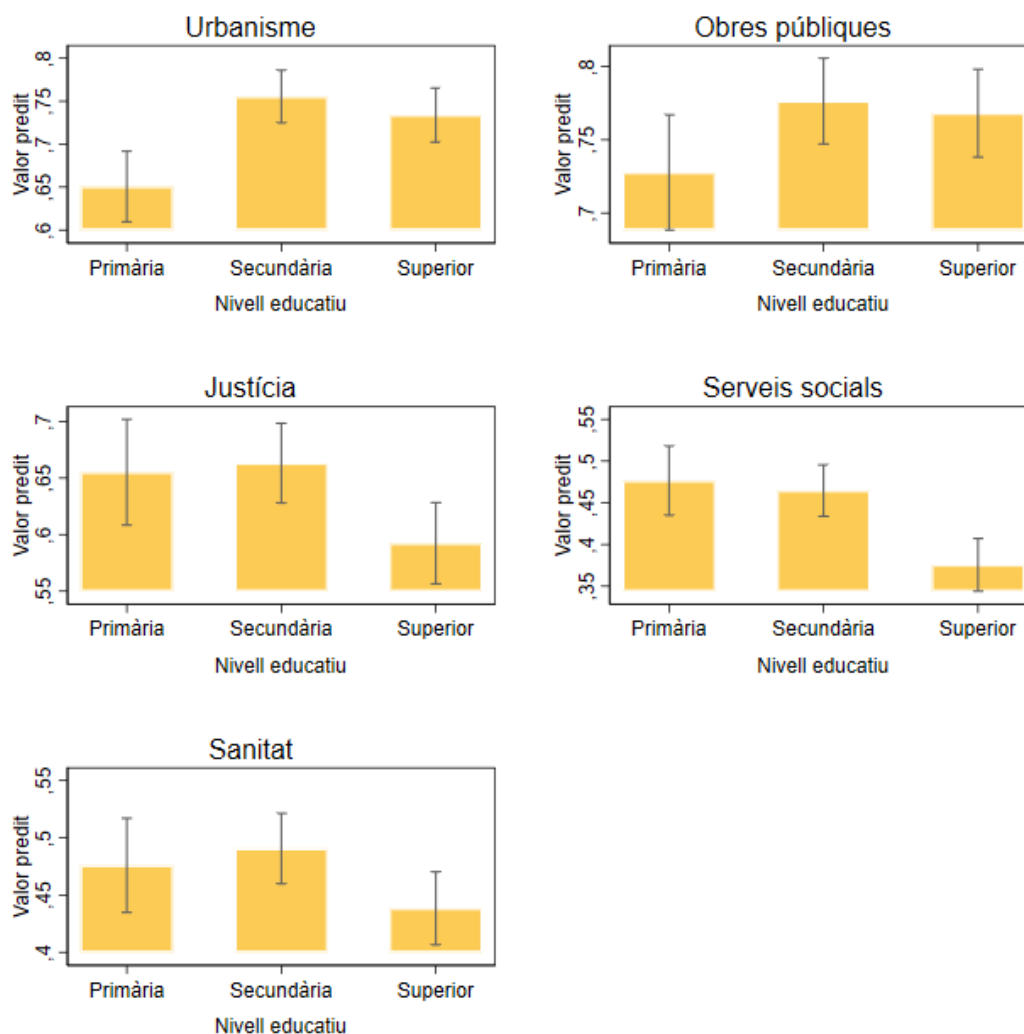 Urbanisme
Valor predit
,8
,75
,7
,65
,6
Primària Secundària Superior
Nivell educatiu
Obres públiques
Valor predit
,8
,75
,7
Primària Secundària Superior
Nivell educatiu
Justícia
Valor predit
,7
,65
,6
,55
Primària Secundària Superior
Nivell educatiu
Serveis socials
Valor predit
,55
,5
,45
,4
,35
Primària Secundària Superior
Nivell educatiu
Sanitat
Valor predit
,55
,5
,45
,4
Primària Secundària Superior
Nivell educatiu